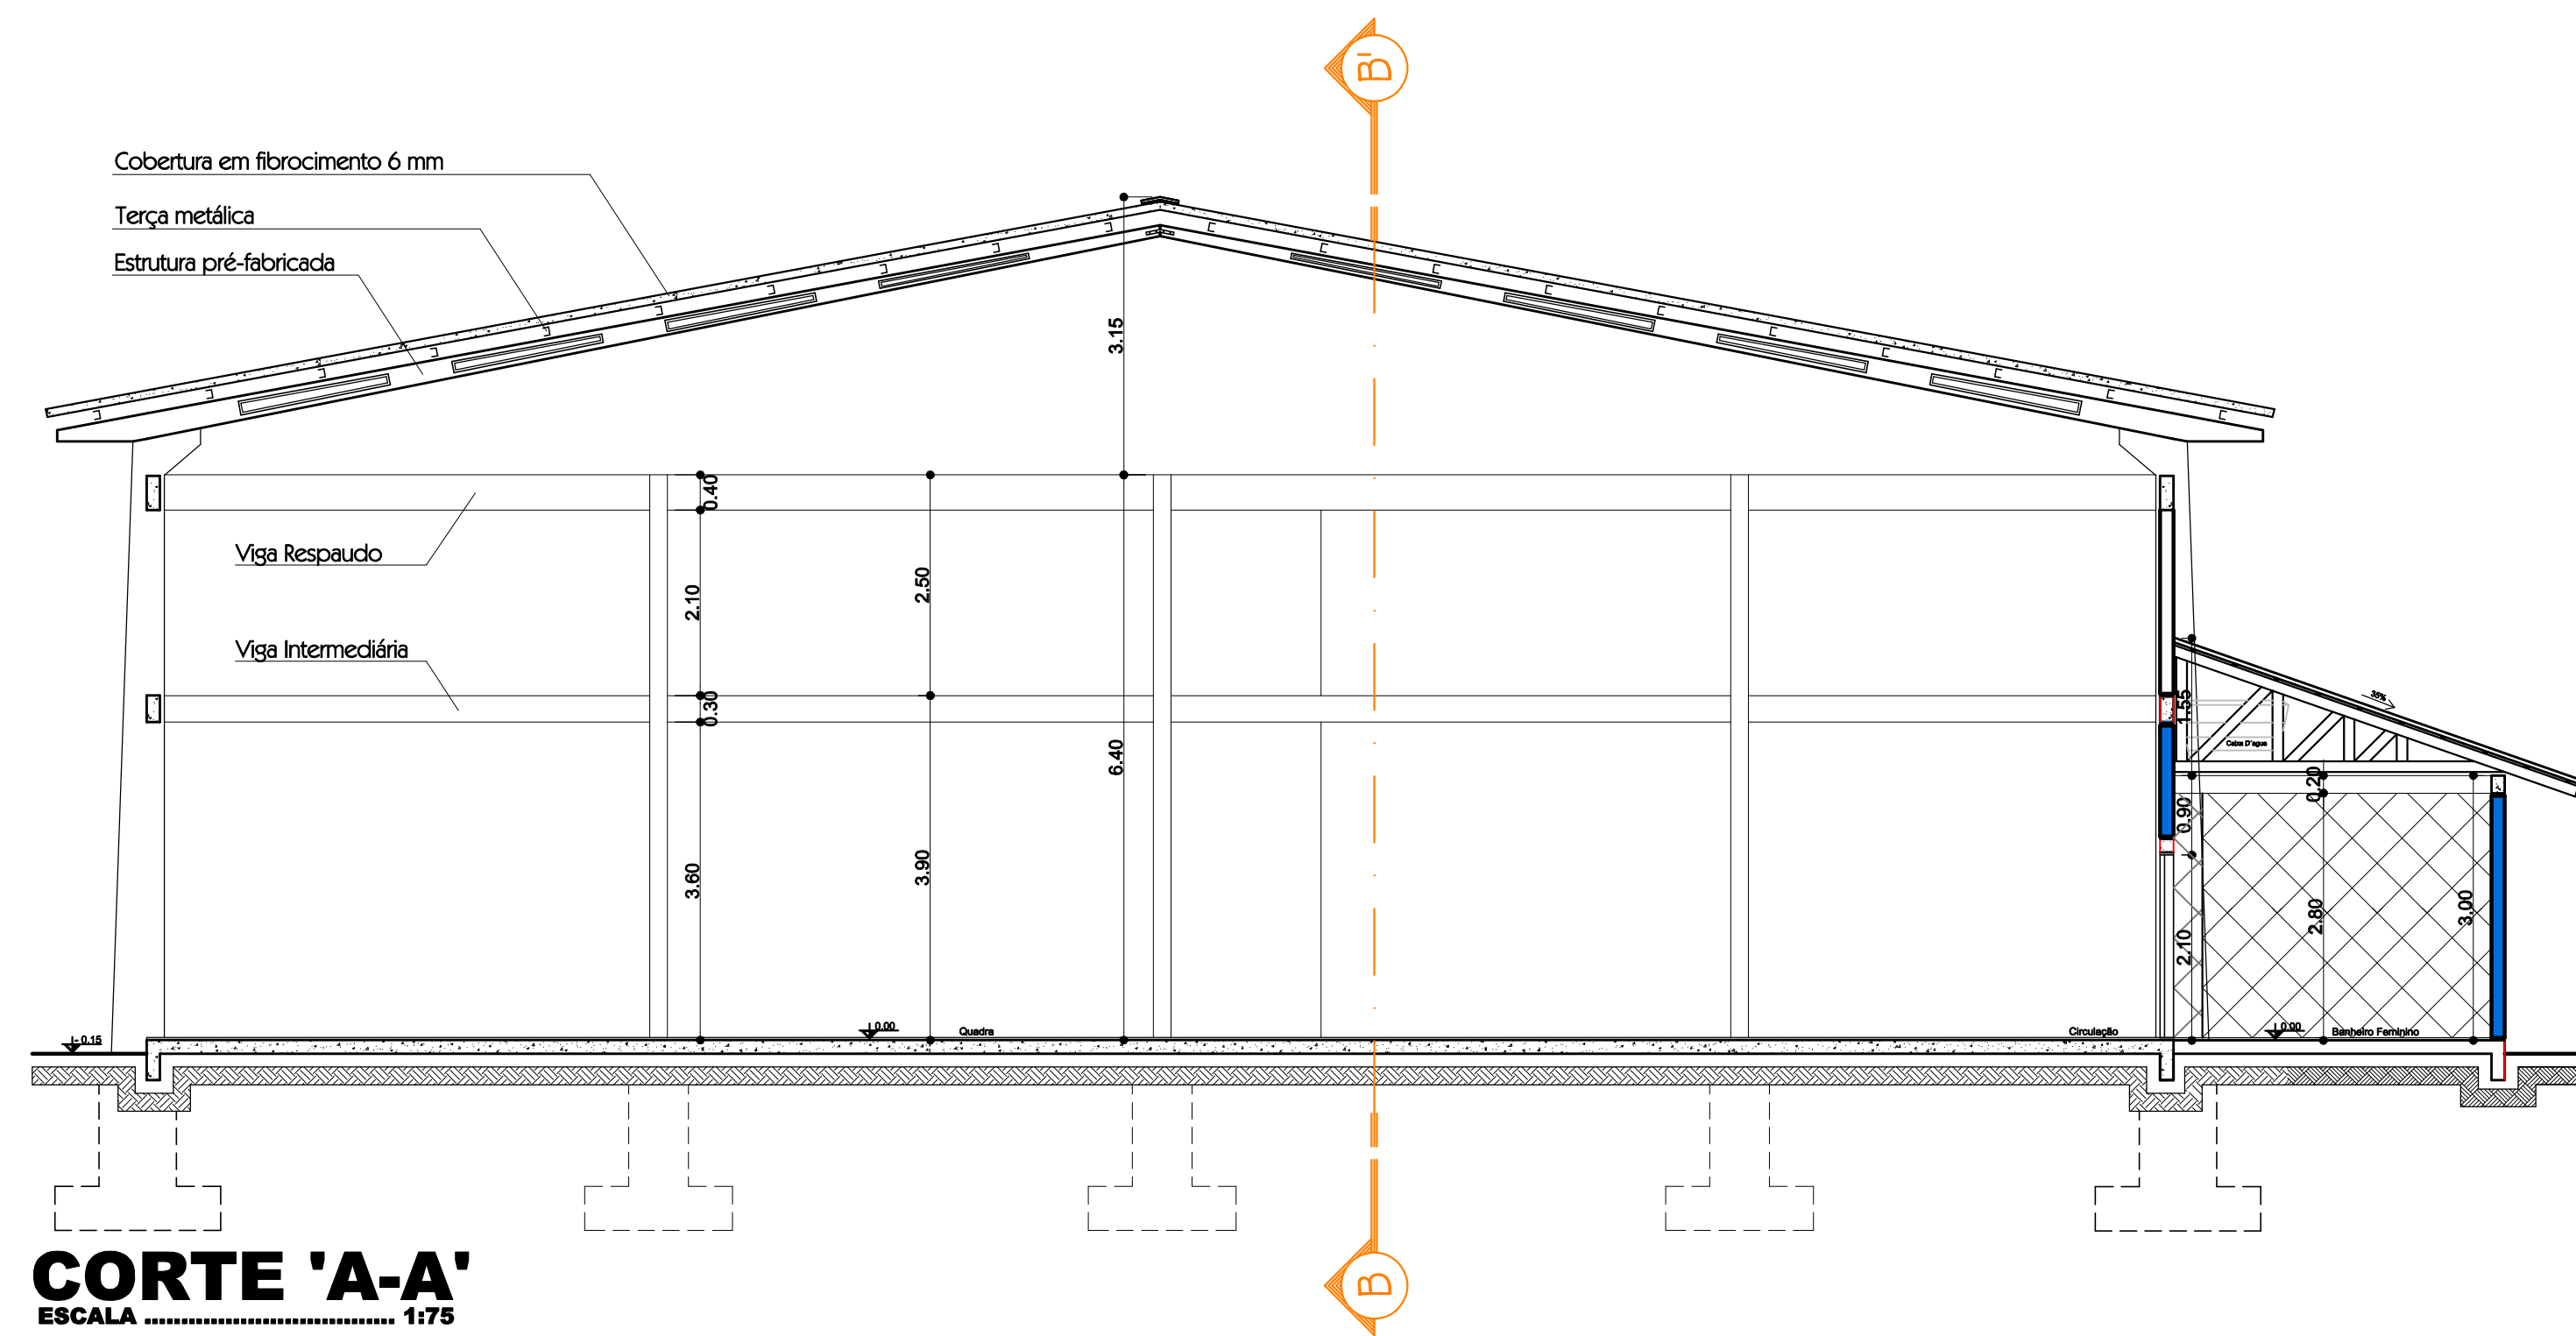 B'
Cobertura em fibrocimento 6 mm
Terça metálica
Estrutura pré-fabricada
3.15
0.40
Viga Respaudo
2.10
2.50
Viga Intermediária
0.30
6.40
3.60
3.90
35%
1.55
Caixa D'agua
0.20
0.90
2.80
3.00
2.10
- 0.15
0.00
Quadra
Circulação
0.00
Banheiro Feminino
B
CORTE 'A-A'
ESCALA .................................. 1:75